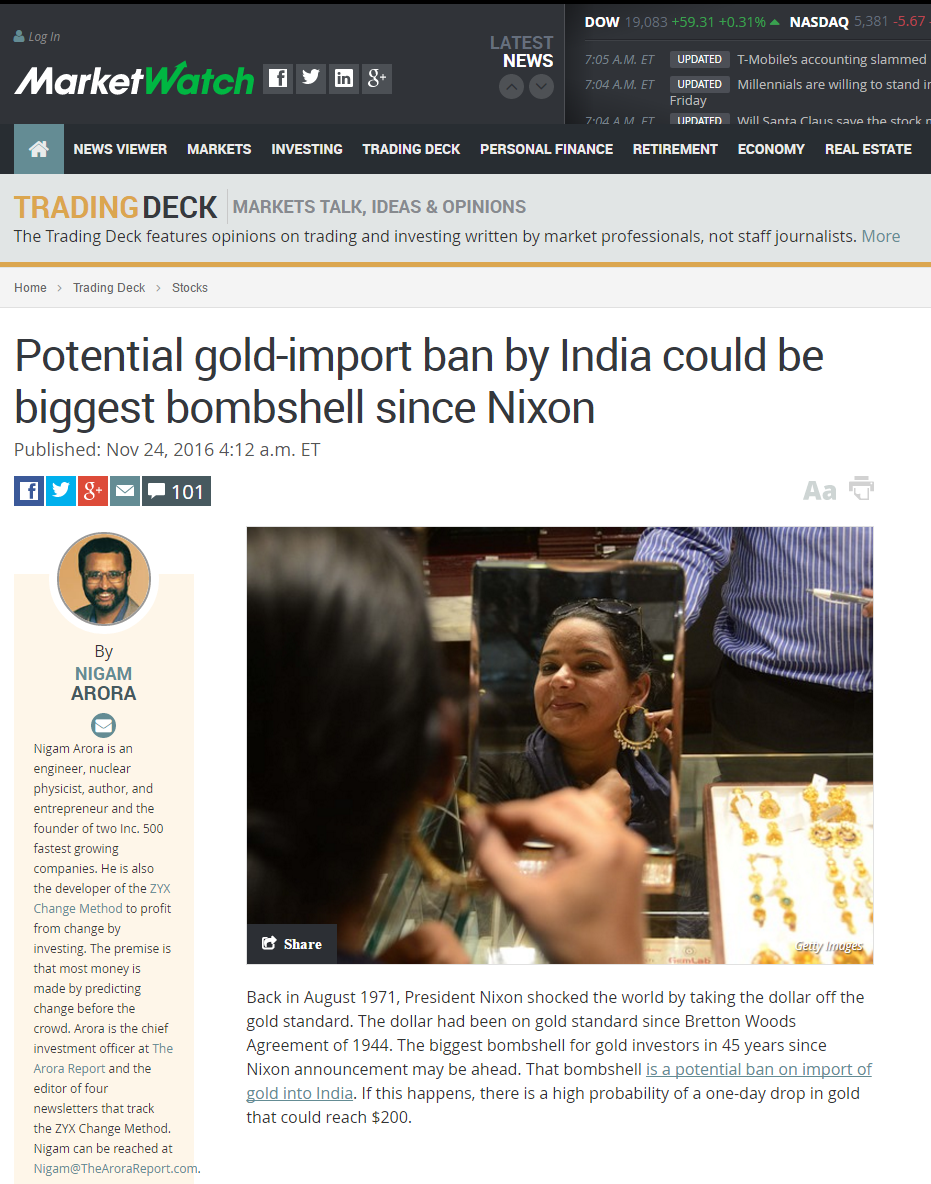 Log In
MarketWatch
LATEST
NEWS
DOW 19,083 +59.31 +0.31% NASDAQ 5,381 -5.67
7:05 A.M. ET UPDATED T-Mobile's accounting slammed
7:04 A.M. ET UPDATED Millennials are willing to stand i
Friday
7:04 A.M. ET UPDATED Will Santa Claus save the stock
NEWS VIEWER MARKETS INVESTING TRADING DECK PERSONAL FINANCE RETIREMENT ECONOMY REAL ESTATE
TRADING DECK MARKETS TALK, IDEAS & OPINIONS
The Trading Deck features opinions on trading and investing written by market professionals, not staff journalists. More
Home > Trading Deck > Stocks
Potential gold-import ban by India could be
biggest bombshell since Nixon
Published: Nov 24, 2016 4:12 a.m. ET
101
Aa
By
NIGAM
ARORA
Nigam Arora is an
engineer, nuclear
physicist, author, and
entrepreneur and the
founder of two Inc. 500
fastest growing
companies. He is also
the developer of the ZYX
Change Method to profit
from change by
investing. The premise is
that most money is
made by predicting
change before the
crowd. Arora is the chief
investment officer at The
Arora Report and the
editor of four
newsletters that track
the ZYX Change Method.
Nigam can be reached at
Nigam@TheAroraReport.com.
Share
Getty Images
GemLab
Back in August 1971, President Nixon shocked the world by taking the dollar off the
gold standard. The dollar had been on gold standard since Bretton Woods
Agreement of 1944. The biggest bombshell for gold investors in 45 years since
Nixon announcement may be ahead. That bombshell is a potential ban on import of
gold into India. If this happens, there is a high probability of a one-day drop in gold
that could reach $200.